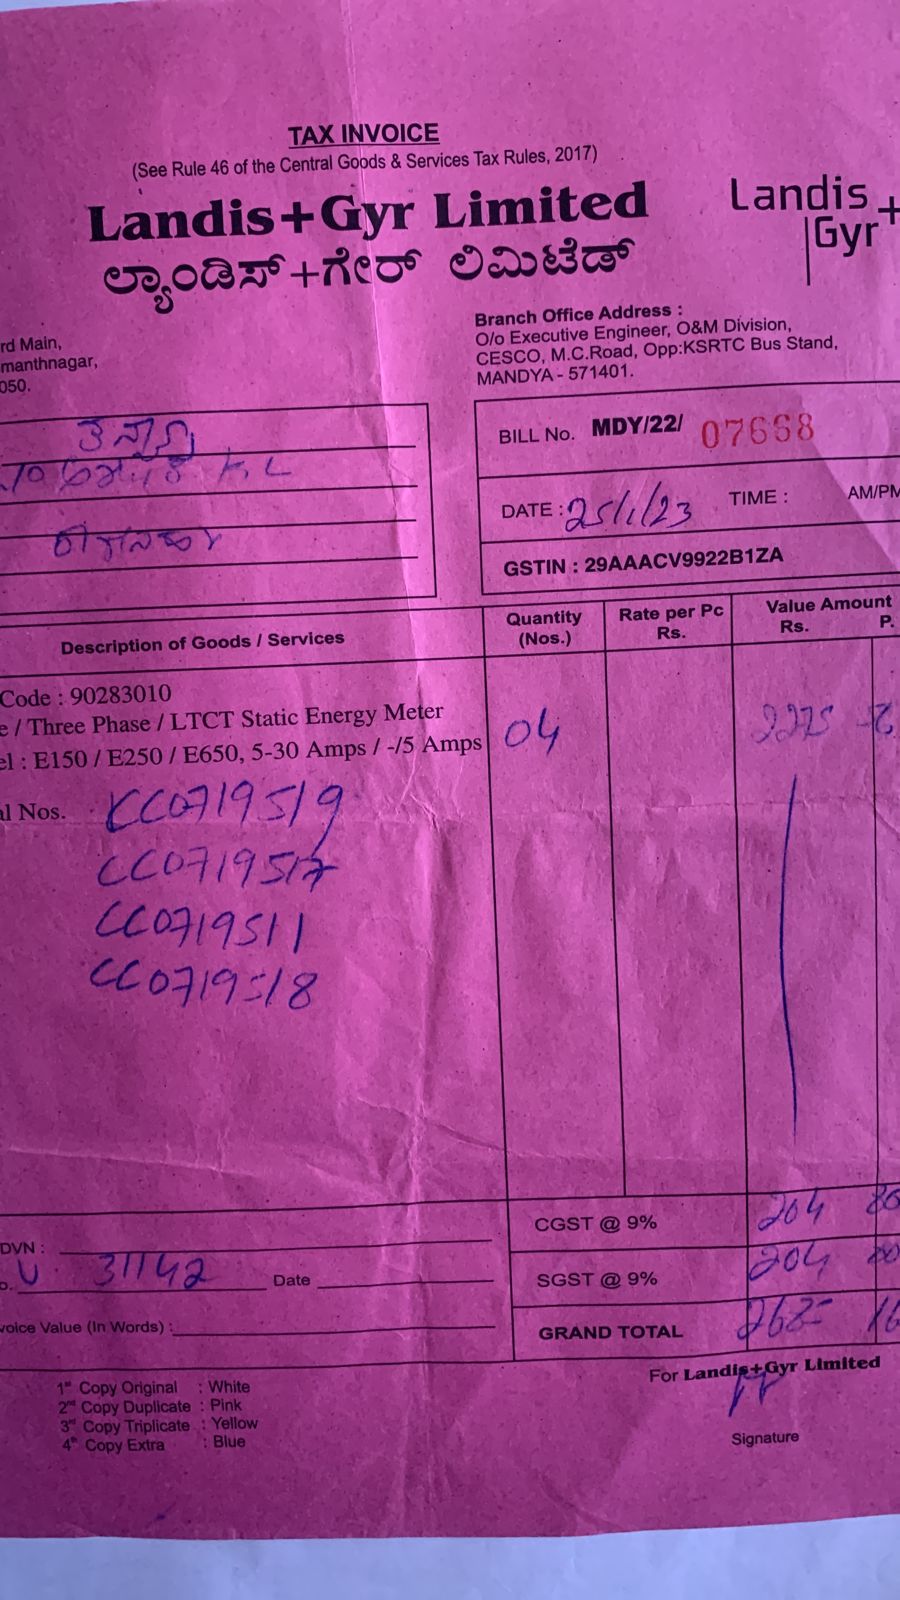 TAX INVOICE
(See Rule 46 of the Central Goods & Services Tax Rules, 2017)
Landis+Gyr Limited
Landis+
Gyr
ಲ್ಯಾಂಡಿಸ್+ಗೇರ್ ಲಿಮಿಟೆಡ್
rd Main,
manthnagar,
050.
Branch Office Address :
O/o Executive Engineer, O&M Division,
CESCO, M.C.Road, Opp:KSRTC Bus Stand,
MANDYA - 571401.
K, L
BILL No. MDY/22/ 07668
DATE : 25/1/23 TIME : AM/PM
GSTIN : 29AAACV9922B1ZA
Description of Goods / Services
Quantity (Nos.)
Rate per Pc Rs.
Value Amount Rs. P.
Code : 90283010
e / Three Phase / LTCT Static Energy Meter
el : E150 / E250 / E650, 5-30 Amps / -/5 Amps 04 2275
al Nos. CC0719519
CC0719517
CC0719511
CC0719518
CGST @ 9% 204
DVN :
SGST @ 9% 204
o. U 31142 Date
voice Value (In Words) :
GRAND TOTAL 2685 16
For Landis+Gyr Limited
1st Copy Original : White
2nd Copy Duplicate : Pink
3rd Copy Triplicate : Yellow
4th Copy Extra : Blue
Signature